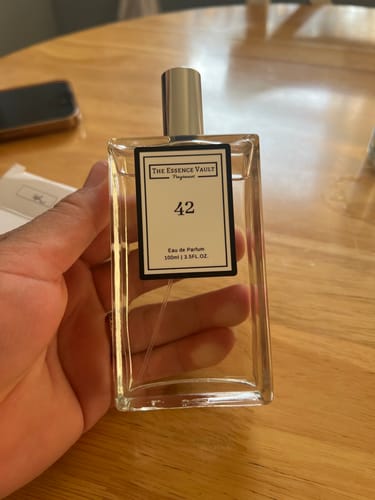 THE ESSENCE VAULT
Fragrances
42
Eau de Parfum
100ml | 3.5FL.OZ.